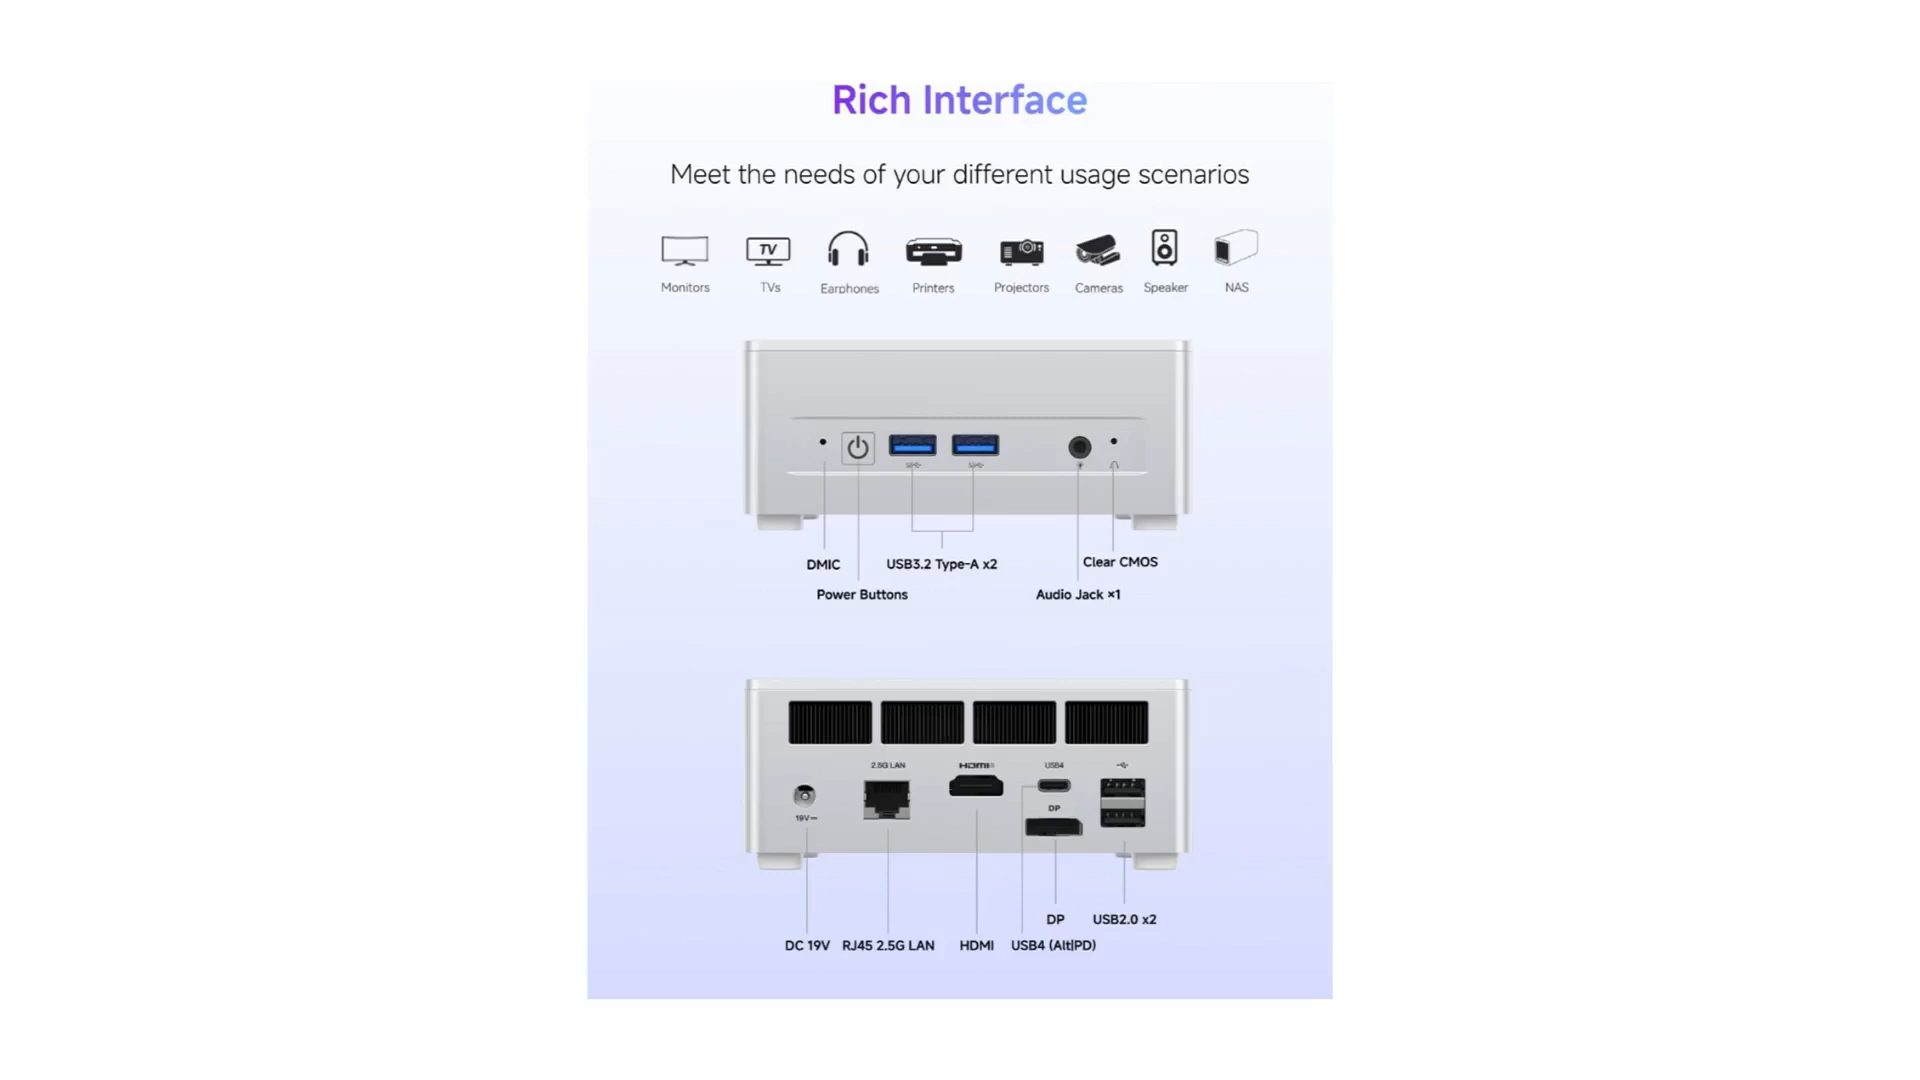 Rich Interface
Meet the needs of your different usage scenarios
TV
Monitors TVs Earphones Printers Projectors Cameras Speaker NAS
DMIC USB3.2 Type-A x2 Clear CMOS
Power Buttons Audio Jack ×1
2.5G LAN HDMI® USB4
DP
19V
DP USB2.0 x2
DC 19V RJ45 2.5G LAN HDMI USB4 (Alt|PD)